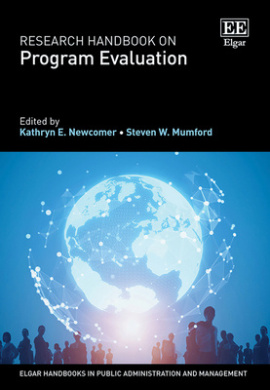 EE
Elgar
RESEARCH HANDBOOK ON
Program Evaluation
Edited by
Kathryn E. Newcomer • Steven W. Mumford
ELGAR HANDBOOKS IN PUBLIC ADMINISTRATION AND MANAGEMENT